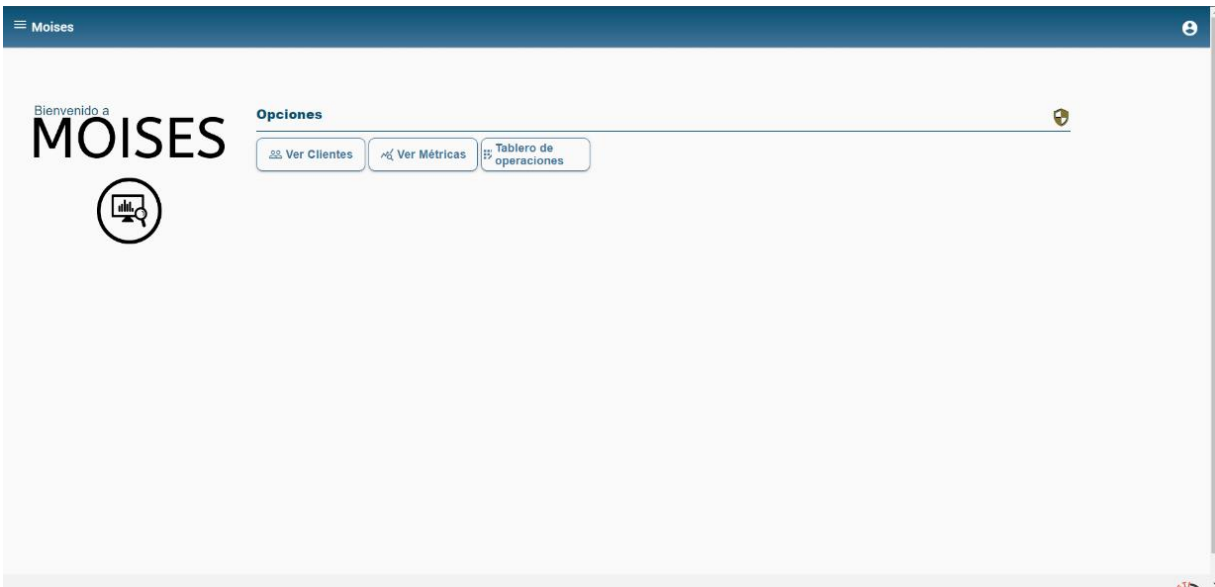 Moises
Bienvenido a
MOISES
Opciones
Ver Clientes
Ver Métricas
Tablero de
operaciones